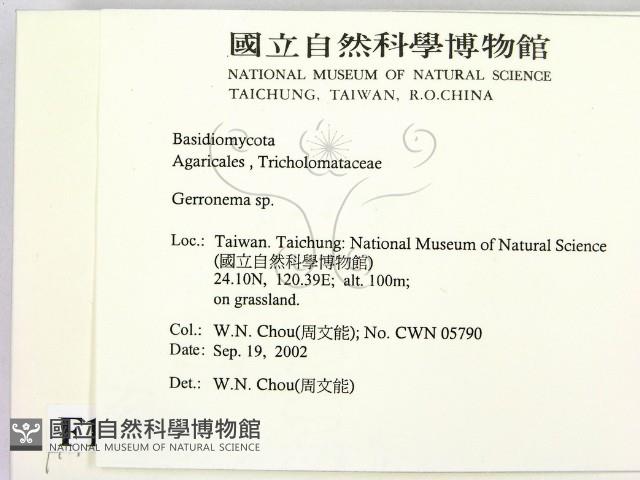 國立自然科學博物館
NATIONAL MUSEUM OF NATURAL SCIENCE
TAICHUNG, TAIWAN, R.O.CHINA
Basidiomycota
Agaricales , Tricholomataceae
Gerronema sp.
Loc.: Taiwan. Taichung: National Museum of Natural Science
(國立自然科學博物館)
24.10N, 120.39E; alt. 100m;
on grassland.
Col.: W.N. Chou(周文能); No. CWN 05790
Date: Sep. 19, 2002
Det.: W.N. Chou(周文能)
F1
國立自然科學博物館
NATIONAL MUSEUM OF NATURAL SCIENCE